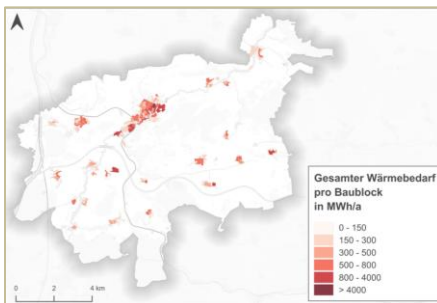 Gesamter Wärmebedarf
pro Baublock
in MWh/a
0 - 150
150 - 300
300 - 500
500 - 800
800 - 4000
> 4000
0 2 4 km